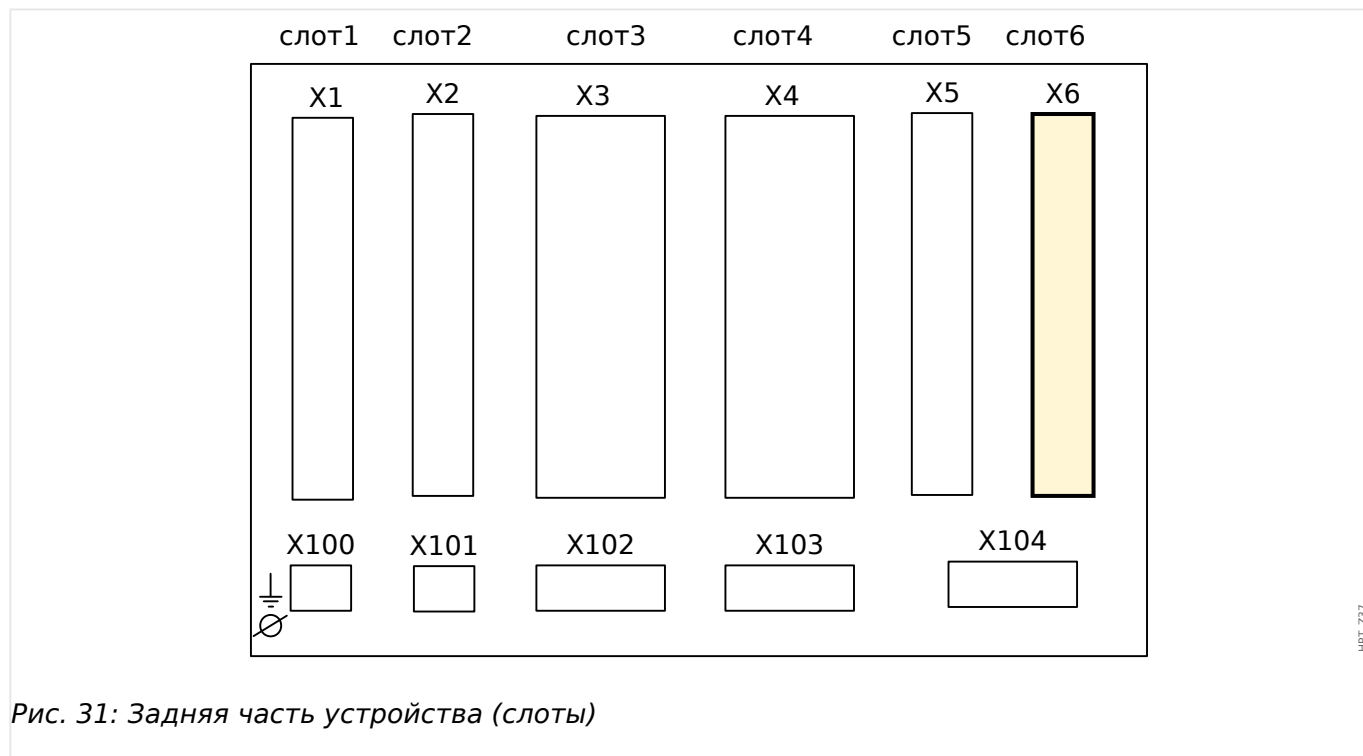 слот1 слот2 слот3 слот4 слот5 слот6
X1 X2 X3 X4 X5 X6
X100 X101 X102 X103 X104
Рис. 31: Задняя часть устройства (слоты)